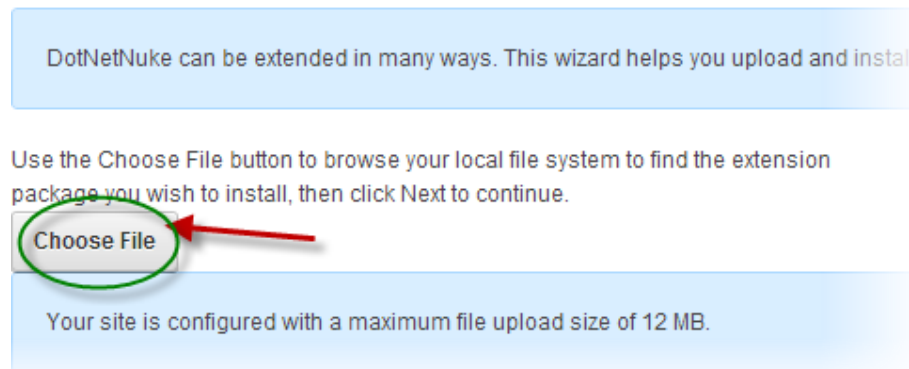 DotNetNuke can be extended in many ways. This wizard helps you upload and
Use the Choose File button to browse your local file system to find the extension
package you wish to install, then click Next to continue.
Choose File
Your site is configured with a maximum file upload size of 12 MB.